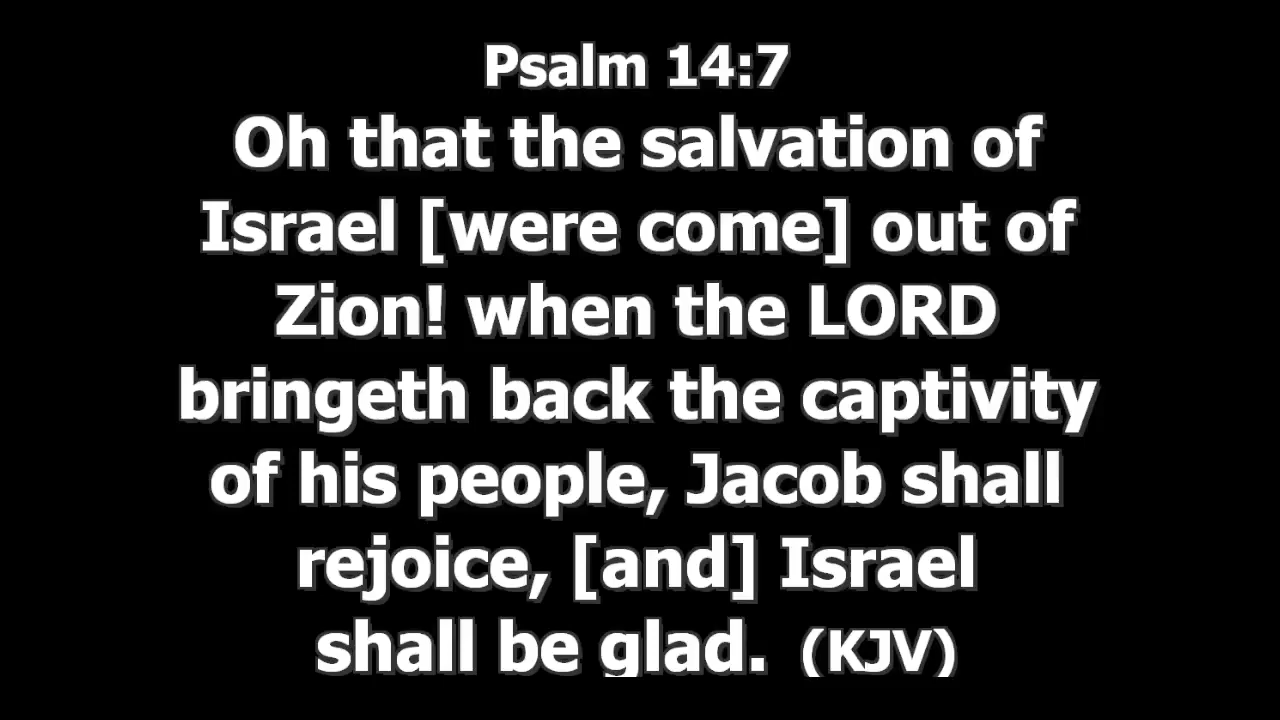 Psalm 14:7
Oh that the salvation of
Israel [were come] out of
Zion! when the LORD
bringeth back the captivity
of his people, Jacob shall
rejoice, [and] Israel
shall be glad. (KJV)